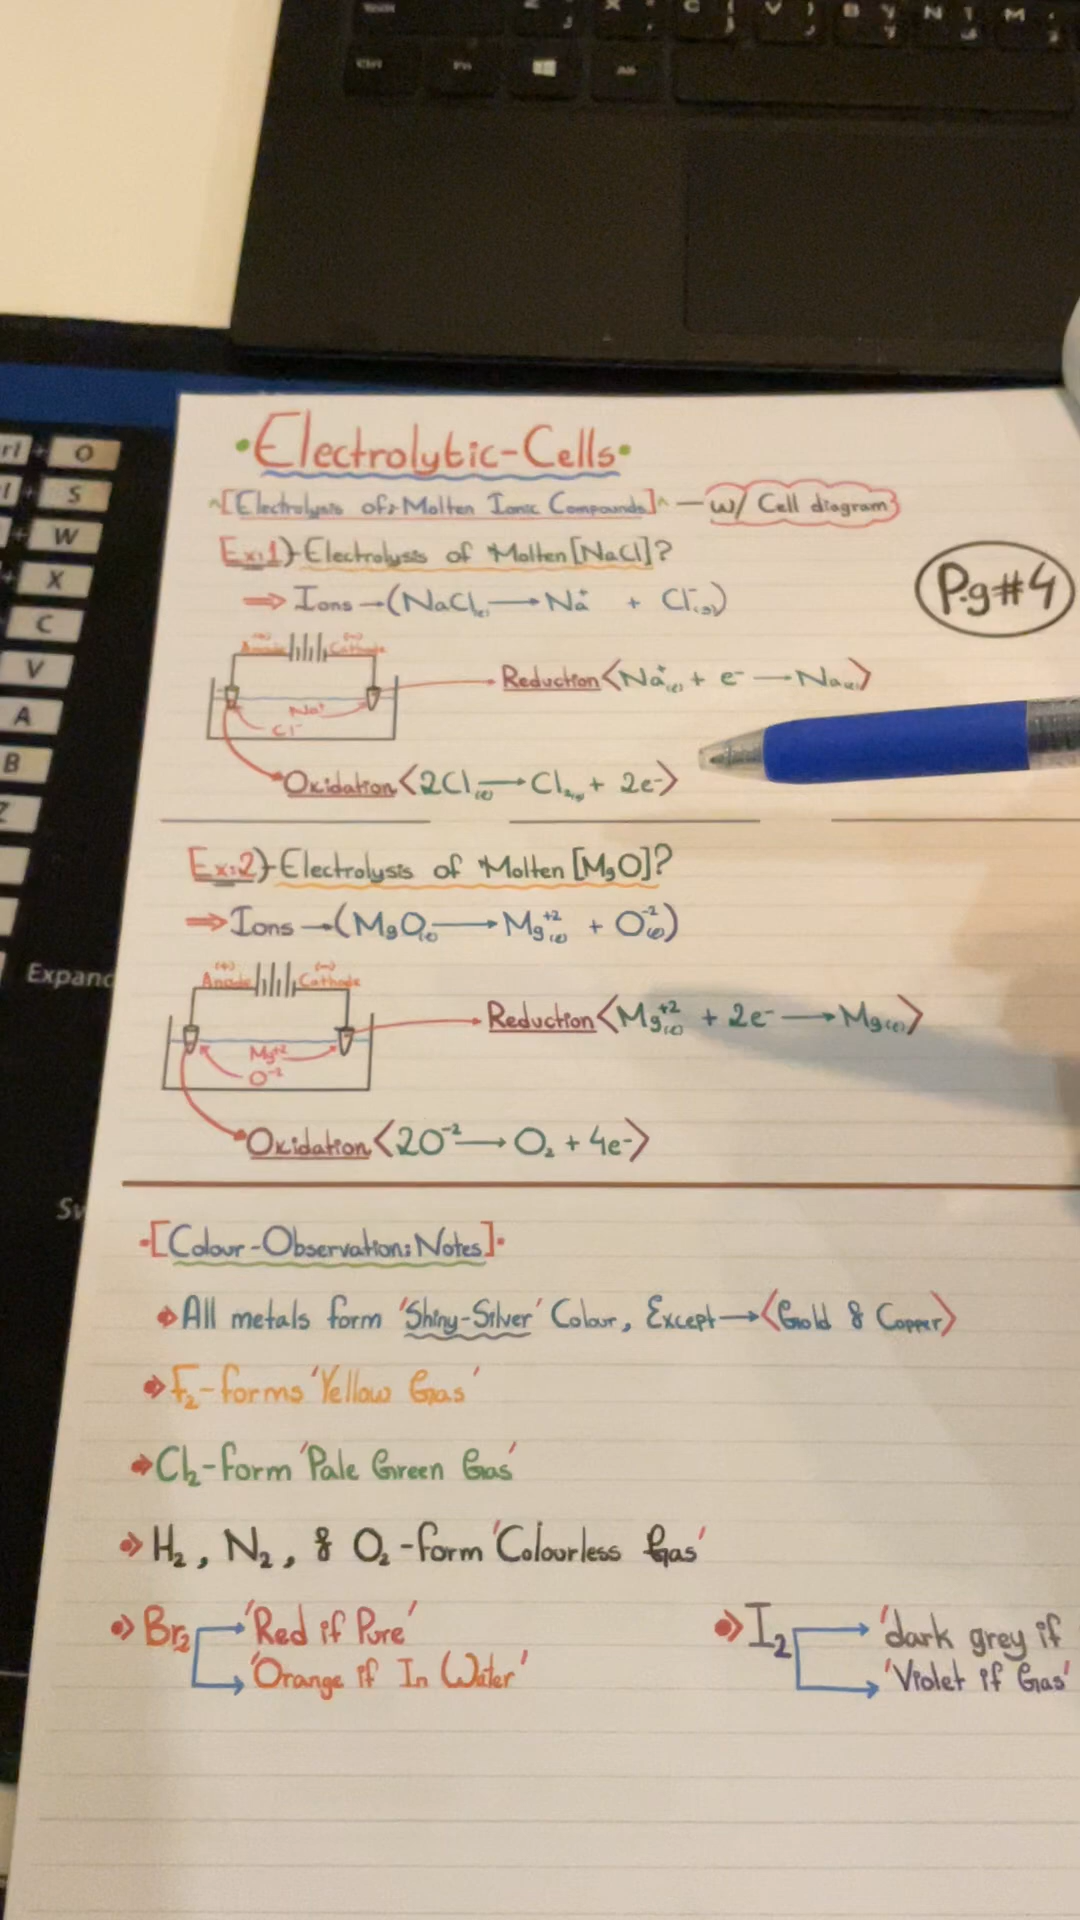 Z X C V B N M
Ctrl Fn Alt
rl + O
+ S
+ W
+ X
C
V
A
B
Z
Expand
•Electrolytic-Cells•
^[Electrolysis of: Molten Ionic Compounds]^ — w/ Cell diagram
P.g#4
Ex:1} Electrolysis of Molten [NaCl]?
⇒ Ions → (NaCl(l) → Na⁺ + Cl⁻(l))
(+) (-)
Anode Cathode
Na⁺
Cl⁻
Reduction <Na⁺(l) + e⁻ → Na(l)>
Oxidation <2Cl(l) → Cl₂(g) + 2e->
Ex:2} Electrolysis of Molten [MgO]?
⇒ Ions → (MgO(l) → Mg⁺²(l) + O⁻²(l))
(+) (-)
Anode Cathode
Mg⁺²
O⁻²
Reduction <Mg⁺²(l) + 2e⁻ → Mg(l)>
Oxidation <2O⁻² → O₂ + 4e->
•[Colour-Observation: Notes]•
All metals form 'Shiny-Silver' Colour, Except → <Gold & Copper>
F₂-forms 'Yellow Gas'
Cl₂-form 'Pale Green Gas'
H₂, N₂, & O₂-form 'Colourless Gas'
Br₂ → 'Red if Pure'
→ 'Orange if In Water'
I₂ → 'dark grey if
→ 'Violet if Gas'